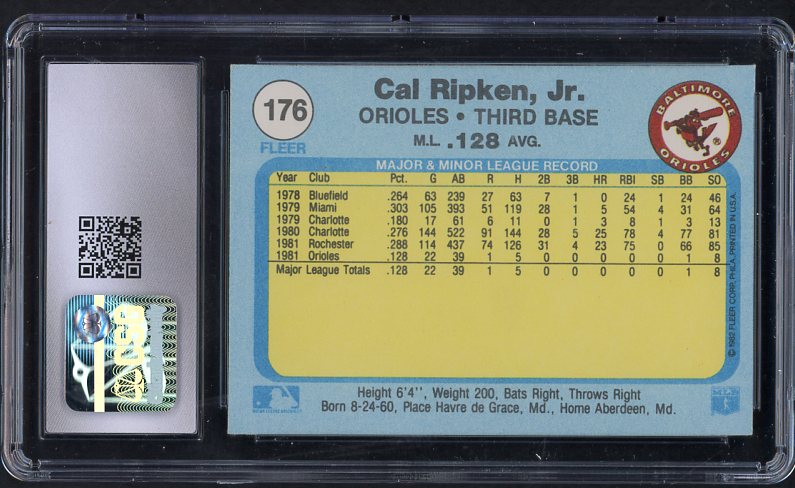 176
FLEER
Cal Ripken, Jr.
ORIOLES • THIRD BASE
M.L. .128 AVG.
BALTIMORE
ORIOLES
®
MAJOR & MINOR LEAGUE RECORD
Year Club Pct. G AB R H 2B 3B HR RBI SB BB SO
1978 Bluefield .264 63 239 27 63 7 1 0 24 1 24 46
1979 Miami .303 105 393 51 119 28 1 5 54 4 31 64
1979 Charlotte .180 17 61 6 11 0 1 3 8 1 3 13
1980 Charlotte .276 144 522 91 144 28 5 25 78 4 77 81
1981 Rochester .288 114 437 74 126 31 4 23 75 0 66 85
1981 Orioles .128 22 39 1 5 0 0 0 0 0 1 8
Major League Totals .128 22 39 1 5 0 0 0 0 0 1 8
© 1982 FLEER CORP., PHILA. PRINTED IN U.S.A.
Height 6'4'', Weight 200, Bats Right, Throws Right
Born 8-24-60, Place Havre de Grace, Md., Home Aberdeen, Md.